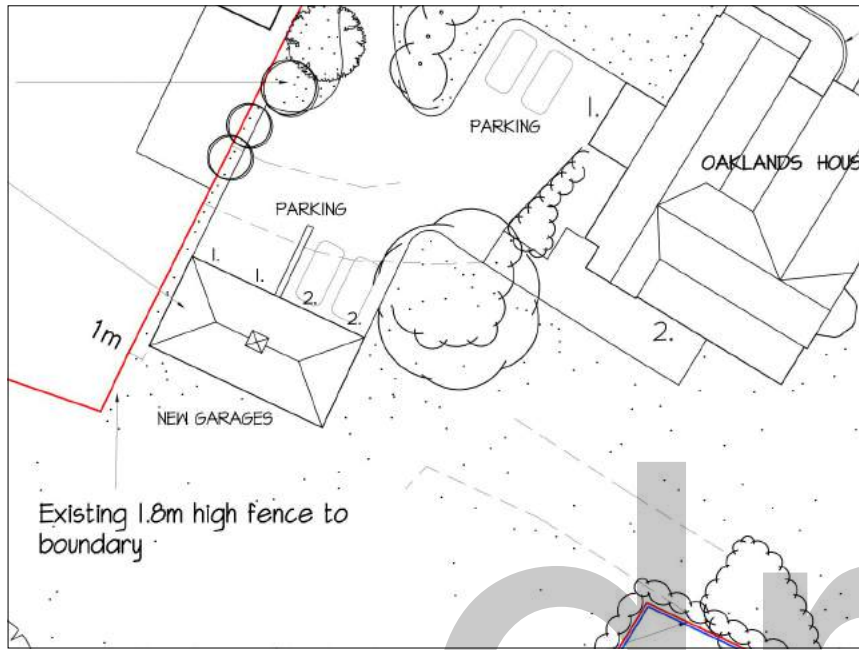 PARKING
1.
OAKLANDS HOUS
PARKING
1.
1.
2.
2.
1m
2.
NEW GARAGES
Existing 1.8m high fence to
boundary